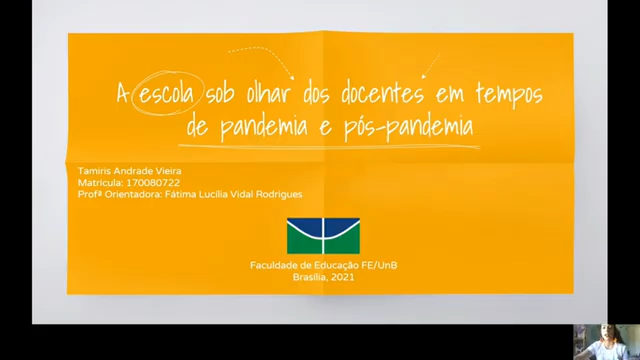 A escola sob olhar dos docentes em tempos
de pandemia e pós-pandemia
Tamiris Andrade Vieira
Matricula: 170080722
Profª Orientadora: Fátima Lucília Vidal Rodrigues
Faculdade de Educação FE/UnB
Brasília, 2021